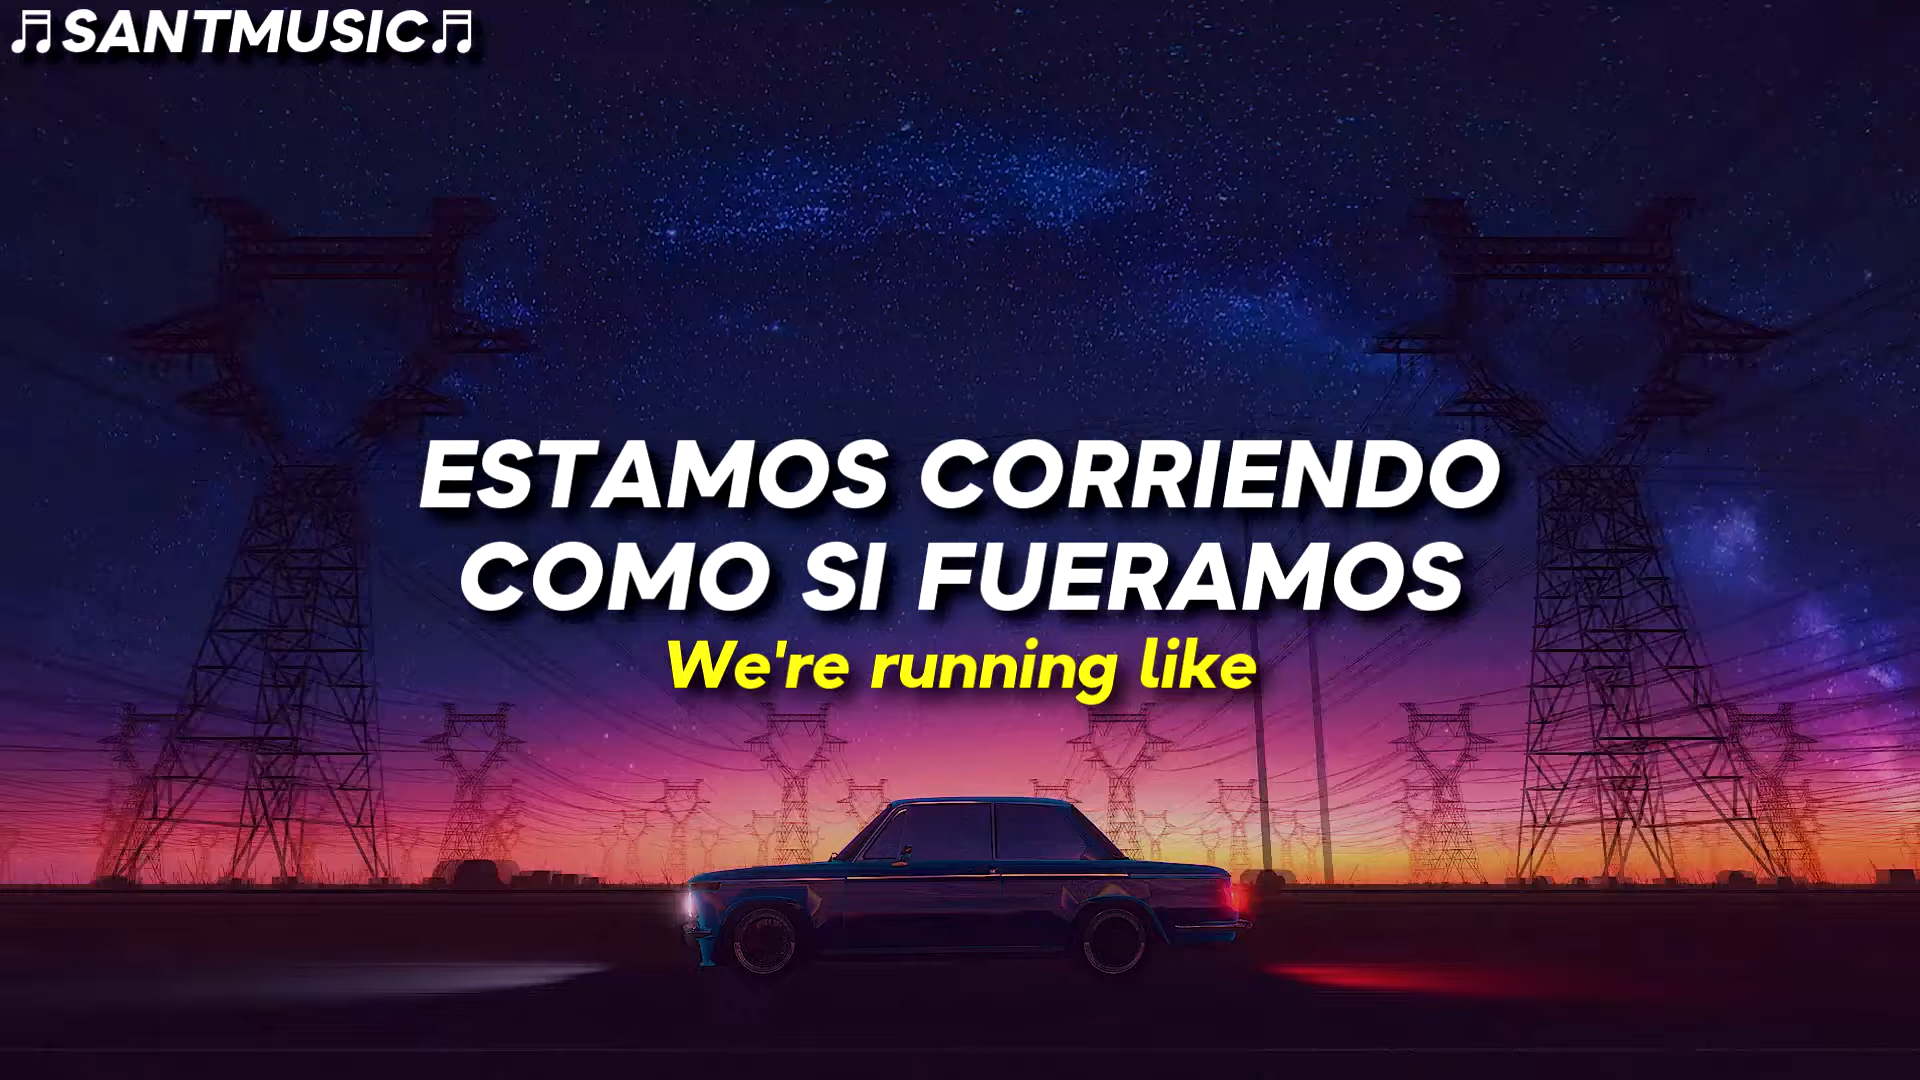 ♬SANTMUSIC♬
ESTAMOS CORRIENDO
COMO SI FUERAMOS
We're running like